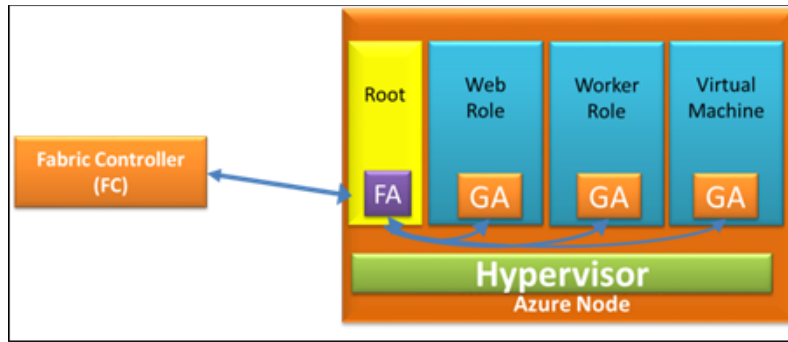 Fabric Controller
(FC)
Root
FA
Web
Role
GA
Worker
Role
GA
Virtual
Machine
GA
Hypervisor
Azure Node